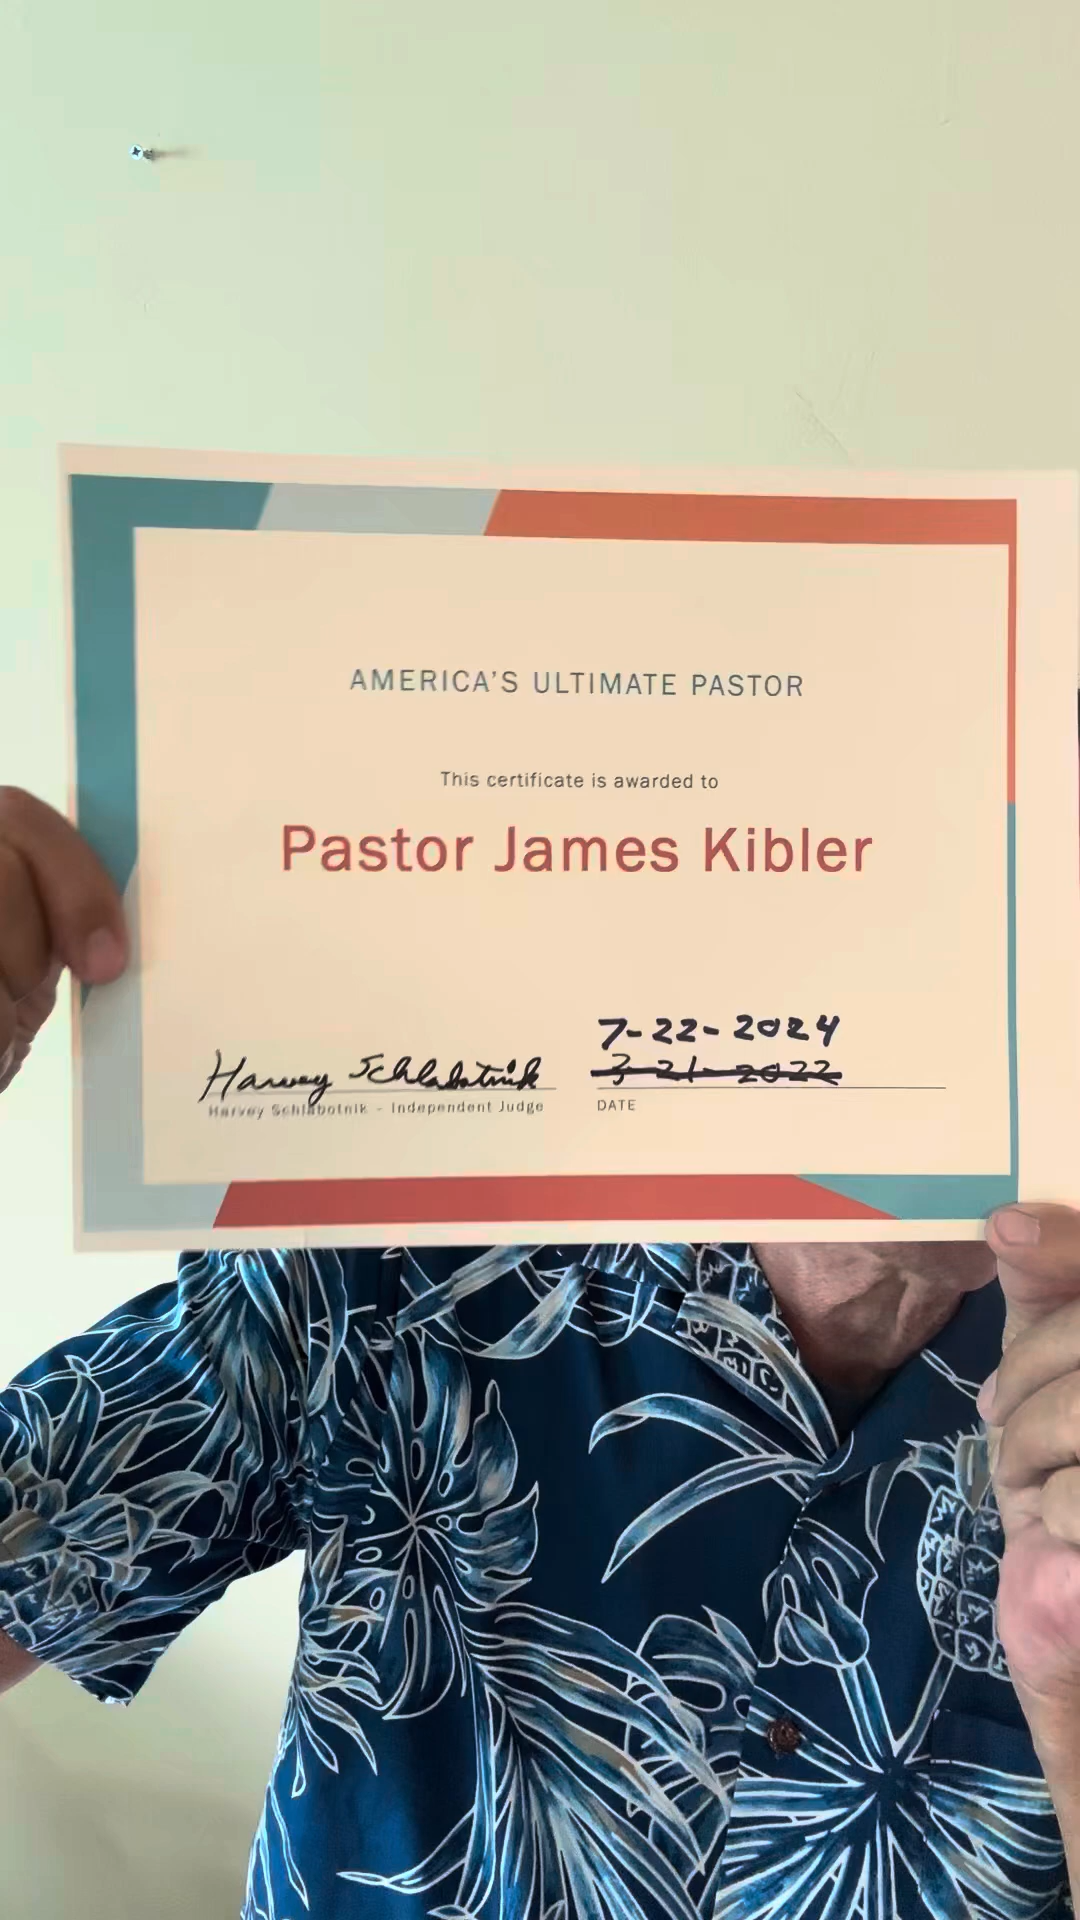 AMERICA'S ULTIMATE PASTOR
This certificate is awarded to
Pastor James Kibler
7-22-2024
3-21-2022
Harvey Schlabotnik
Harvey Schlabotnik - Independent Judge
DATE